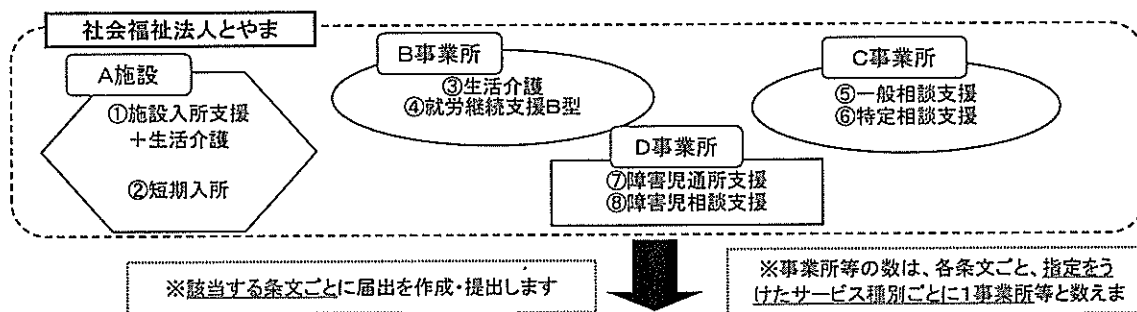 社会福祉法人とやま
A施設
①施設入所支援
＋生活介護
②短期入所
B事業所
③生活介護
④就労継続支援B型
C事業所
⑤一般相談支援
⑥特定相談支援
D事業所
⑦障害児通所支援
⑧障害児相談支援
※該当する条文ごとに届出を作成・提出します
※事業所等の数は、各条文ごと、指定をう
けたサービス種別ごとに1事業所等と数えま